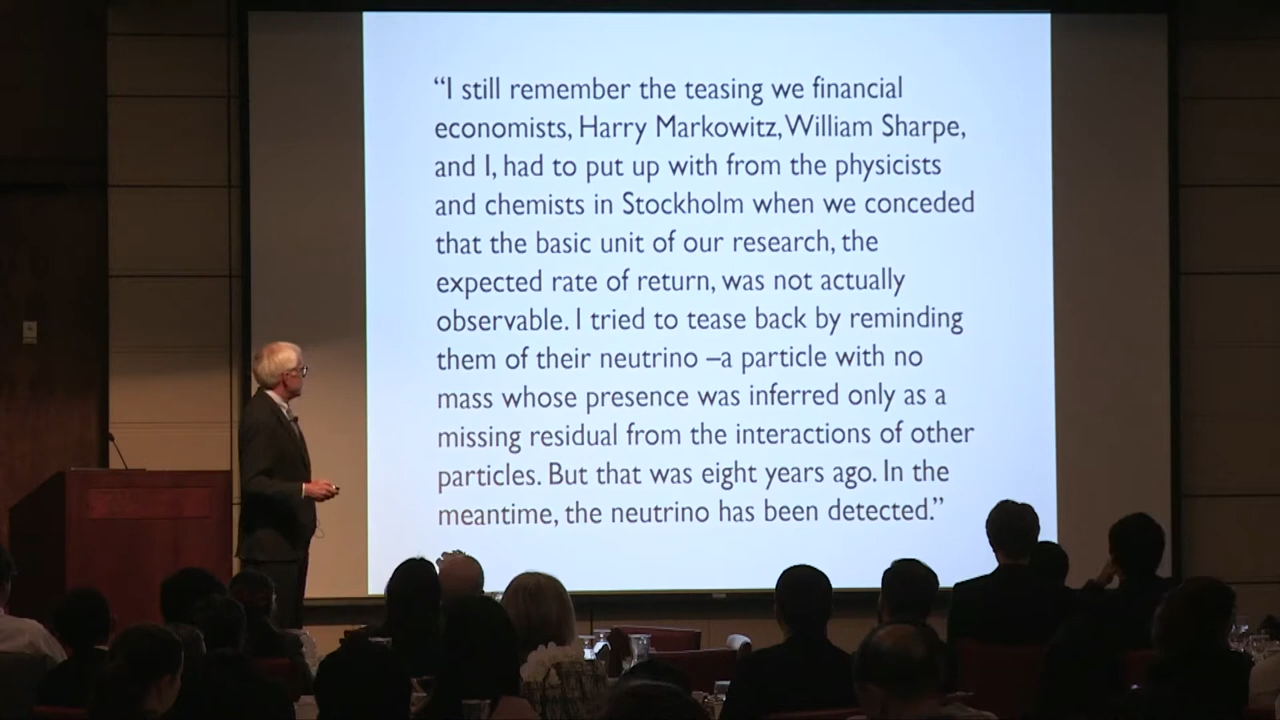 “I still remember the teasing we financial
economists, Harry Markowitz, William Sharpe,
and I, had to put up with from the physicists
and chemists in Stockholm when we conceded
that the basic unit of our research, the
expected rate of return, was not actually
observable. I tried to tease back by reminding
them of their neutrino –a particle with no
mass whose presence was inferred only as a
missing residual from the interactions of other
particles. But that was eight years ago. In the
meantime, the neutrino has been detected.”